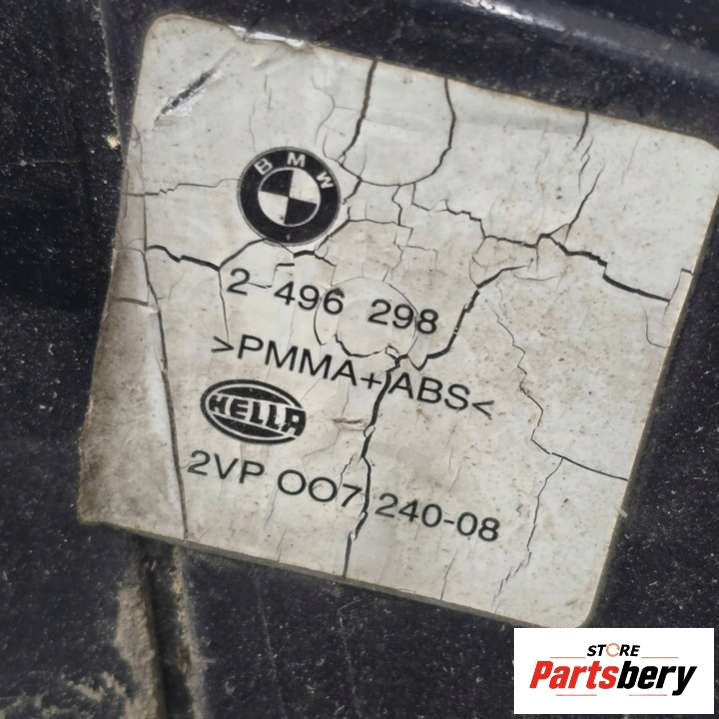 BMW
2 496 298
>PMMA+ABS<
HELLA
2VP 007 240-08
STORE
Partsbery